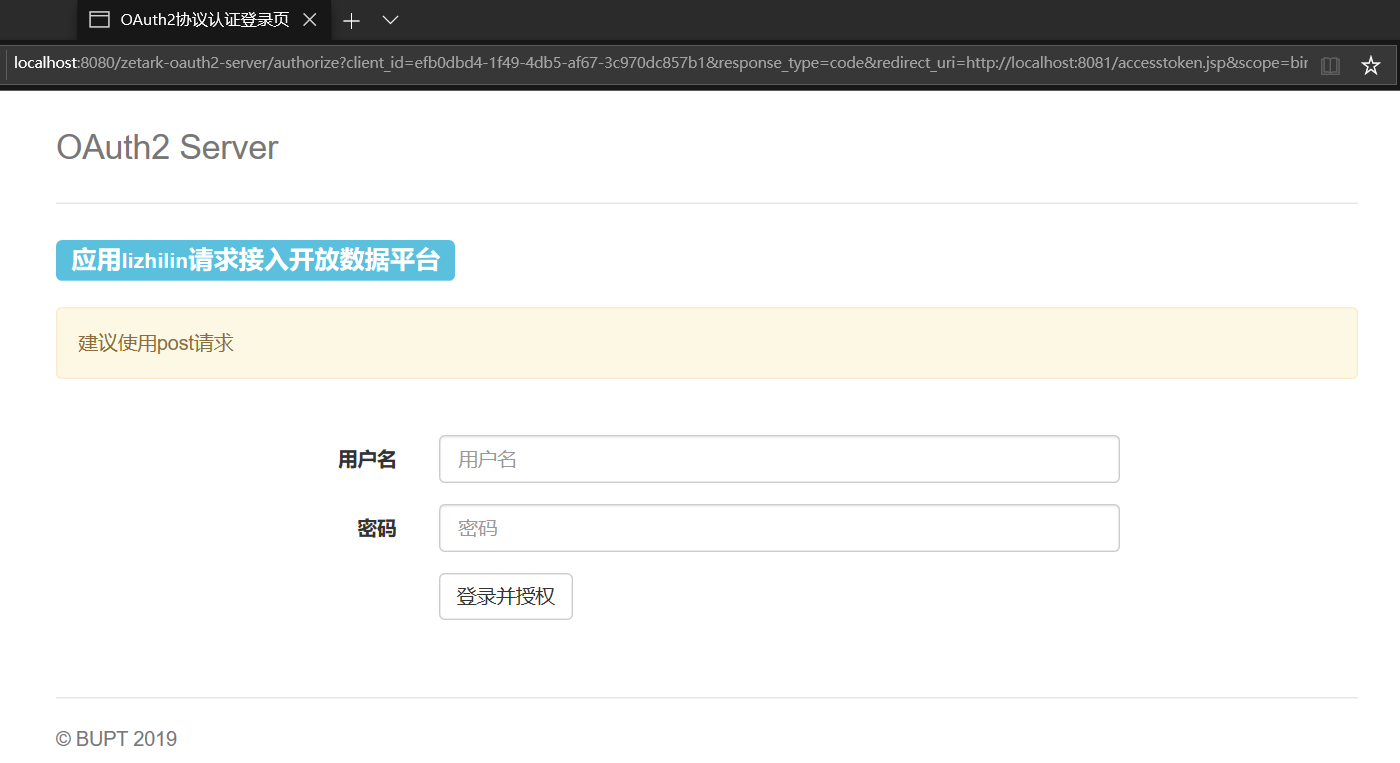 OAuth2协议认证登录页
localhost:8080/zetark-oauth2-server/authorize?client_id=efb0dbd4-1f49-4db5-af67-3c970dc857b1&response_type=code&redirect_uri=http://localhost:8081/accesstoken.jsp&scope=bir
OAuth2 Server
应用lizhilin请求接入开放数据平台
建议使用post请求
用户名 用户名
密码 密码
登录并授权
© BUPT 2019